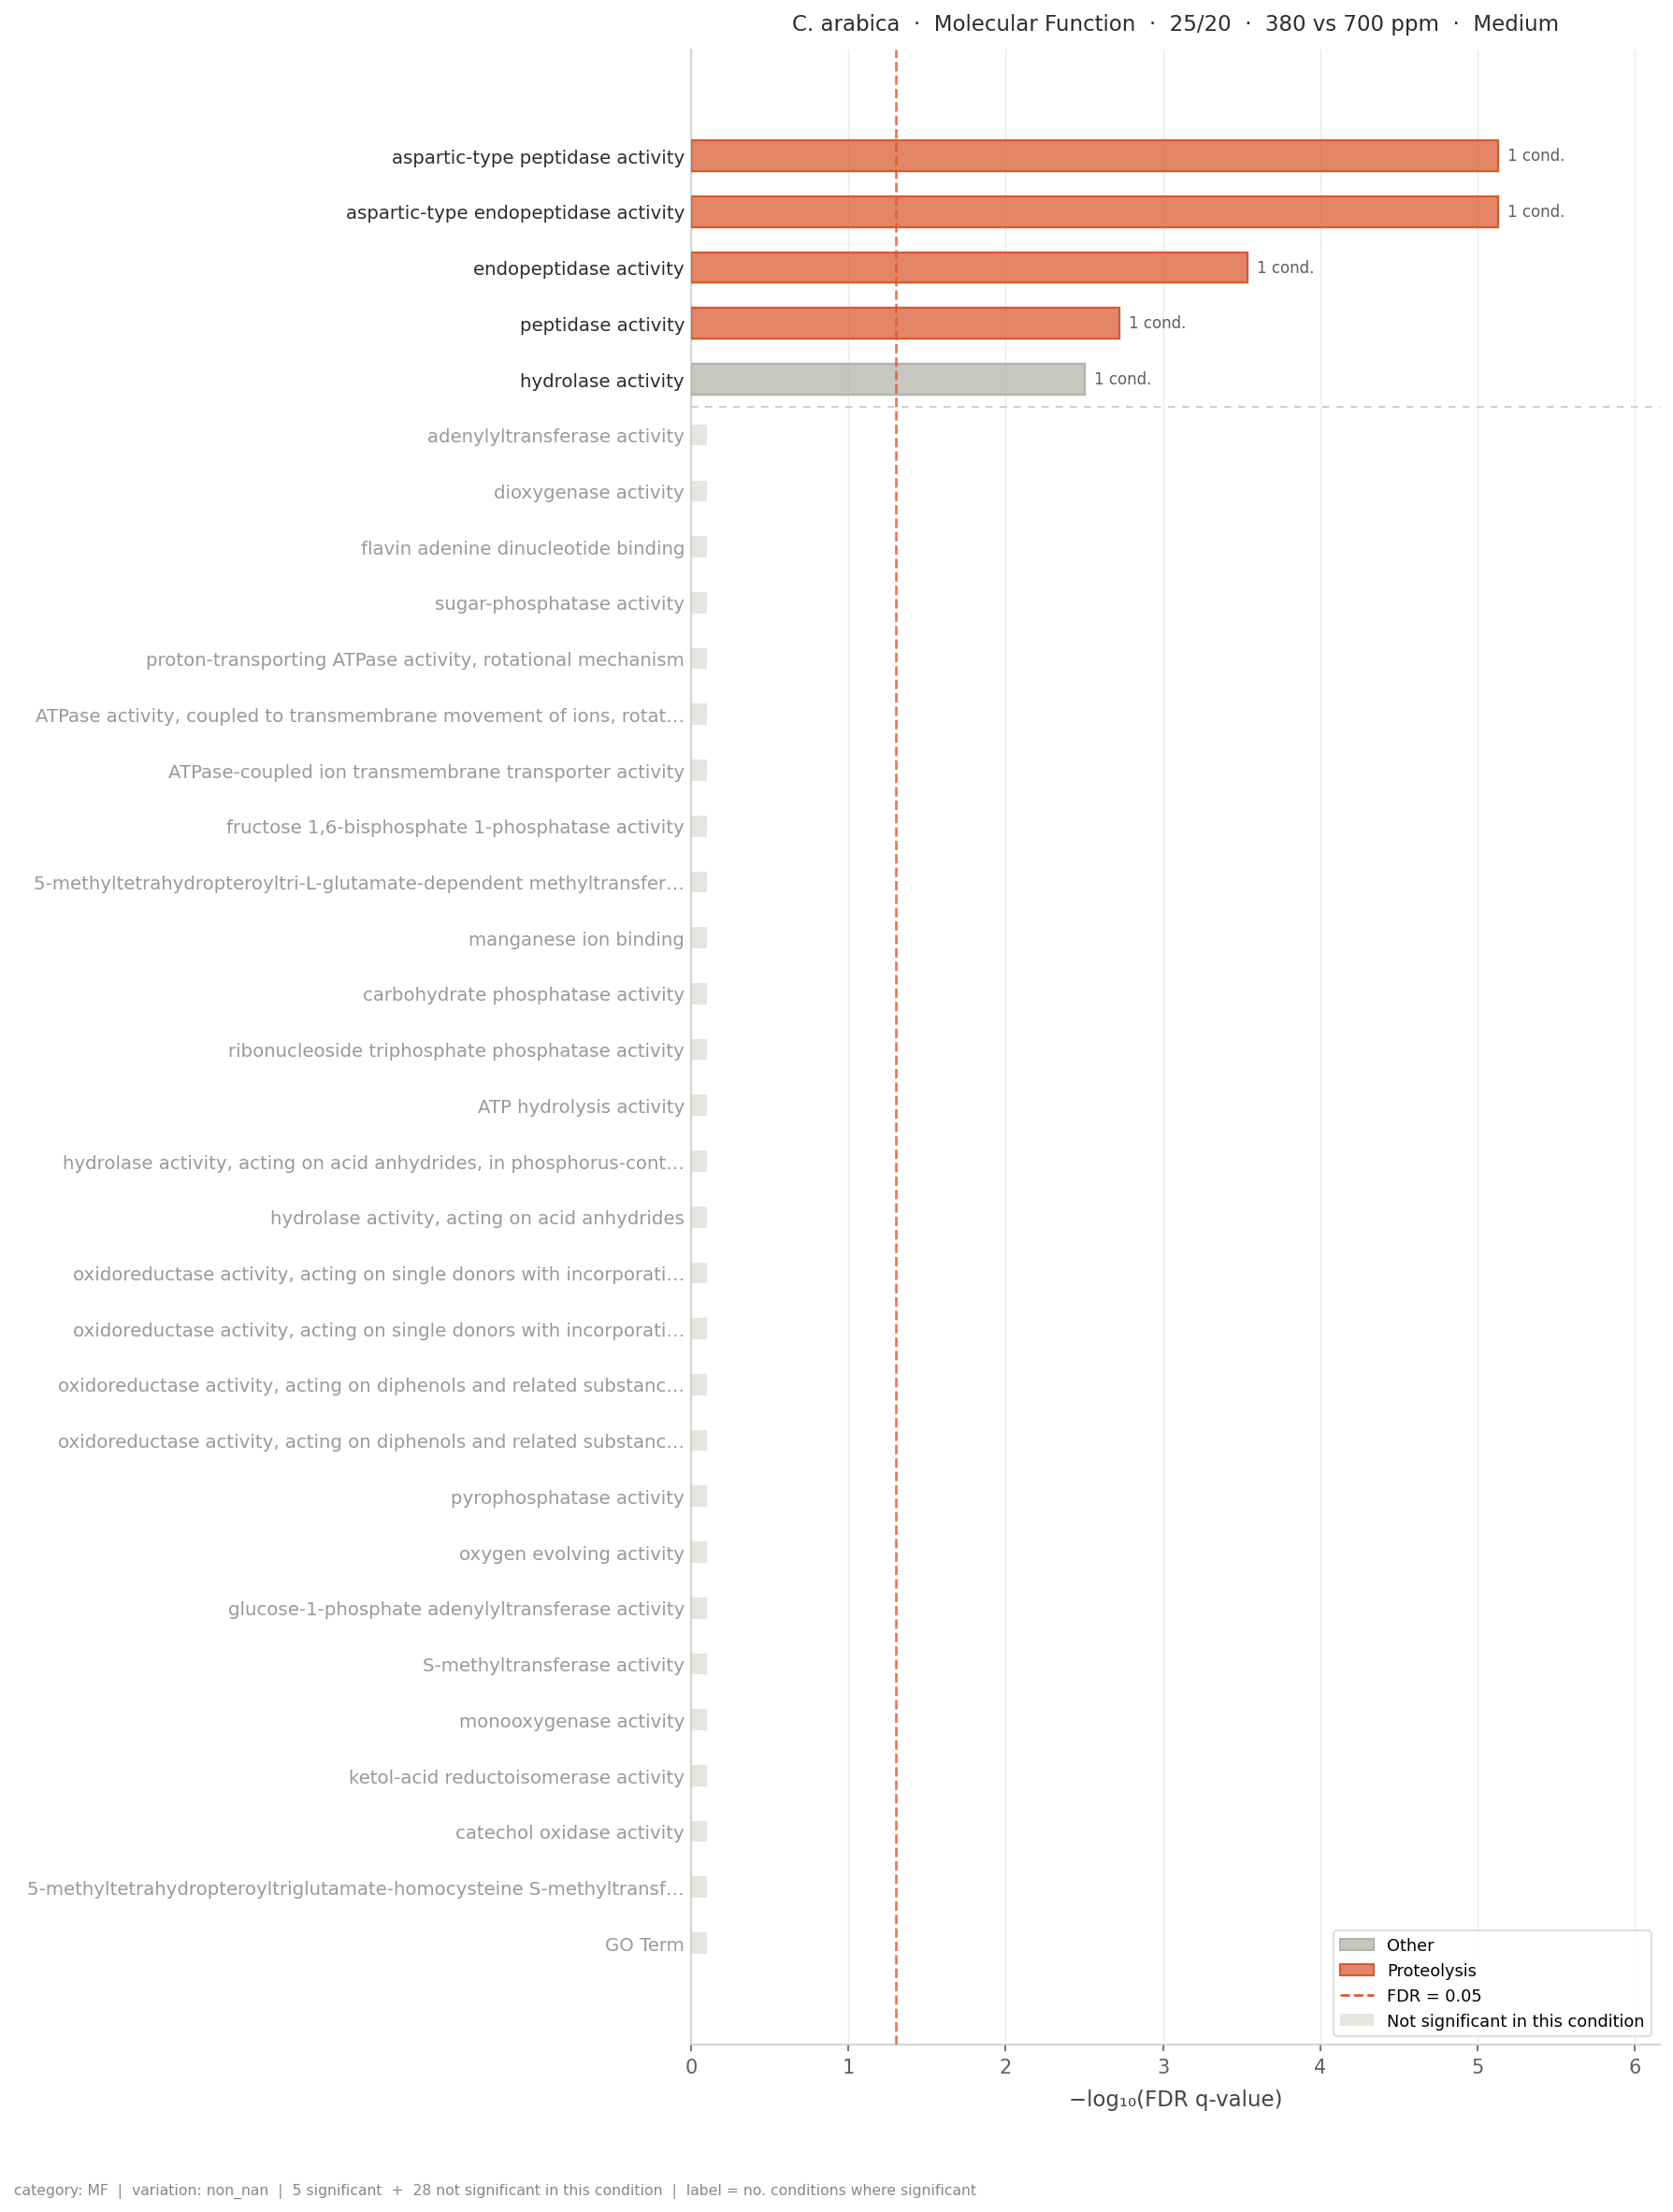 C. arabica · Molecular Function · 25/20 · 380 vs 700 ppm · Medium
aspartic-type peptidase activity 1 cond.
aspartic-type endopeptidase activity 1 cond.
endopeptidase activity 1 cond.
peptidase activity 1 cond.
hydrolase activity 1 cond.
adenylyltransferase activity
dioxygenase activity
flavin adenine dinucleotide binding
sugar-phosphatase activity
proton-transporting ATPase activity, rotational mechanism
ATPase activity, coupled to transmembrane movement of ions, rotat…
ATPase-coupled ion transmembrane transporter activity
fructose 1,6-bisphosphate 1-phosphatase activity
5-methyltetrahydropteroyltri-L-glutamate-dependent methyltransfer…
manganese ion binding
carbohydrate phosphatase activity
ribonucleoside triphosphate phosphatase activity
ATP hydrolysis activity
hydrolase activity, acting on acid anhydrides, in phosphorus-cont…
hydrolase activity, acting on acid anhydrides
oxidoreductase activity, acting on single donors with incorporati…
oxidoreductase activity, acting on single donors with incorporati…
oxidoreductase activity, acting on diphenols and related substanc…
oxidoreductase activity, acting on diphenols and related substanc…
pyrophosphatase activity
oxygen evolving activity
glucose-1-phosphate adenylyltransferase activity
S-methyltransferase activity
monooxygenase activity
ketol-acid reductoisomerase activity
catechol oxidase activity
5-methyltetrahydropteroyltriglutamate-homocysteine S-methyltransf…
GO Term
Other
Proteolysis
FDR = 0.05
Not significant in this condition
0 1 2 3 4 5 6
−log₁₀(FDR q-value)
category: MF | variation: non_nan | 5 significant + 28 not significant in this condition | label = no. conditions where significant